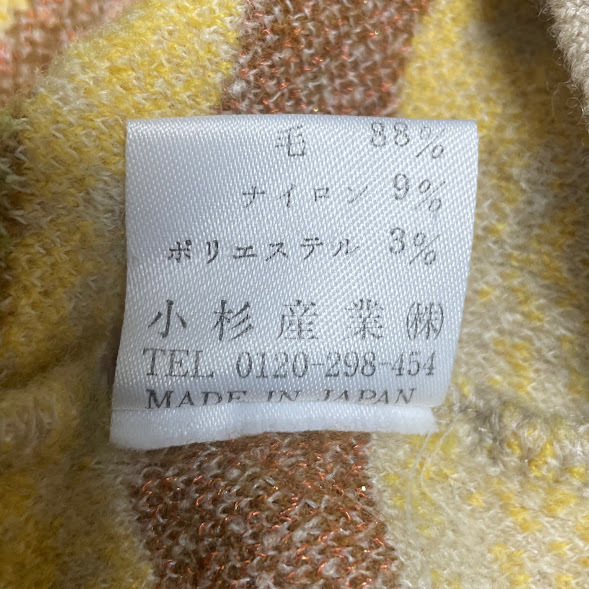 毛 88%
ナイロン 9%
ポリエステル 3%
小杉産業㈱
TEL 0120-298-454
MADE IN JAPAN